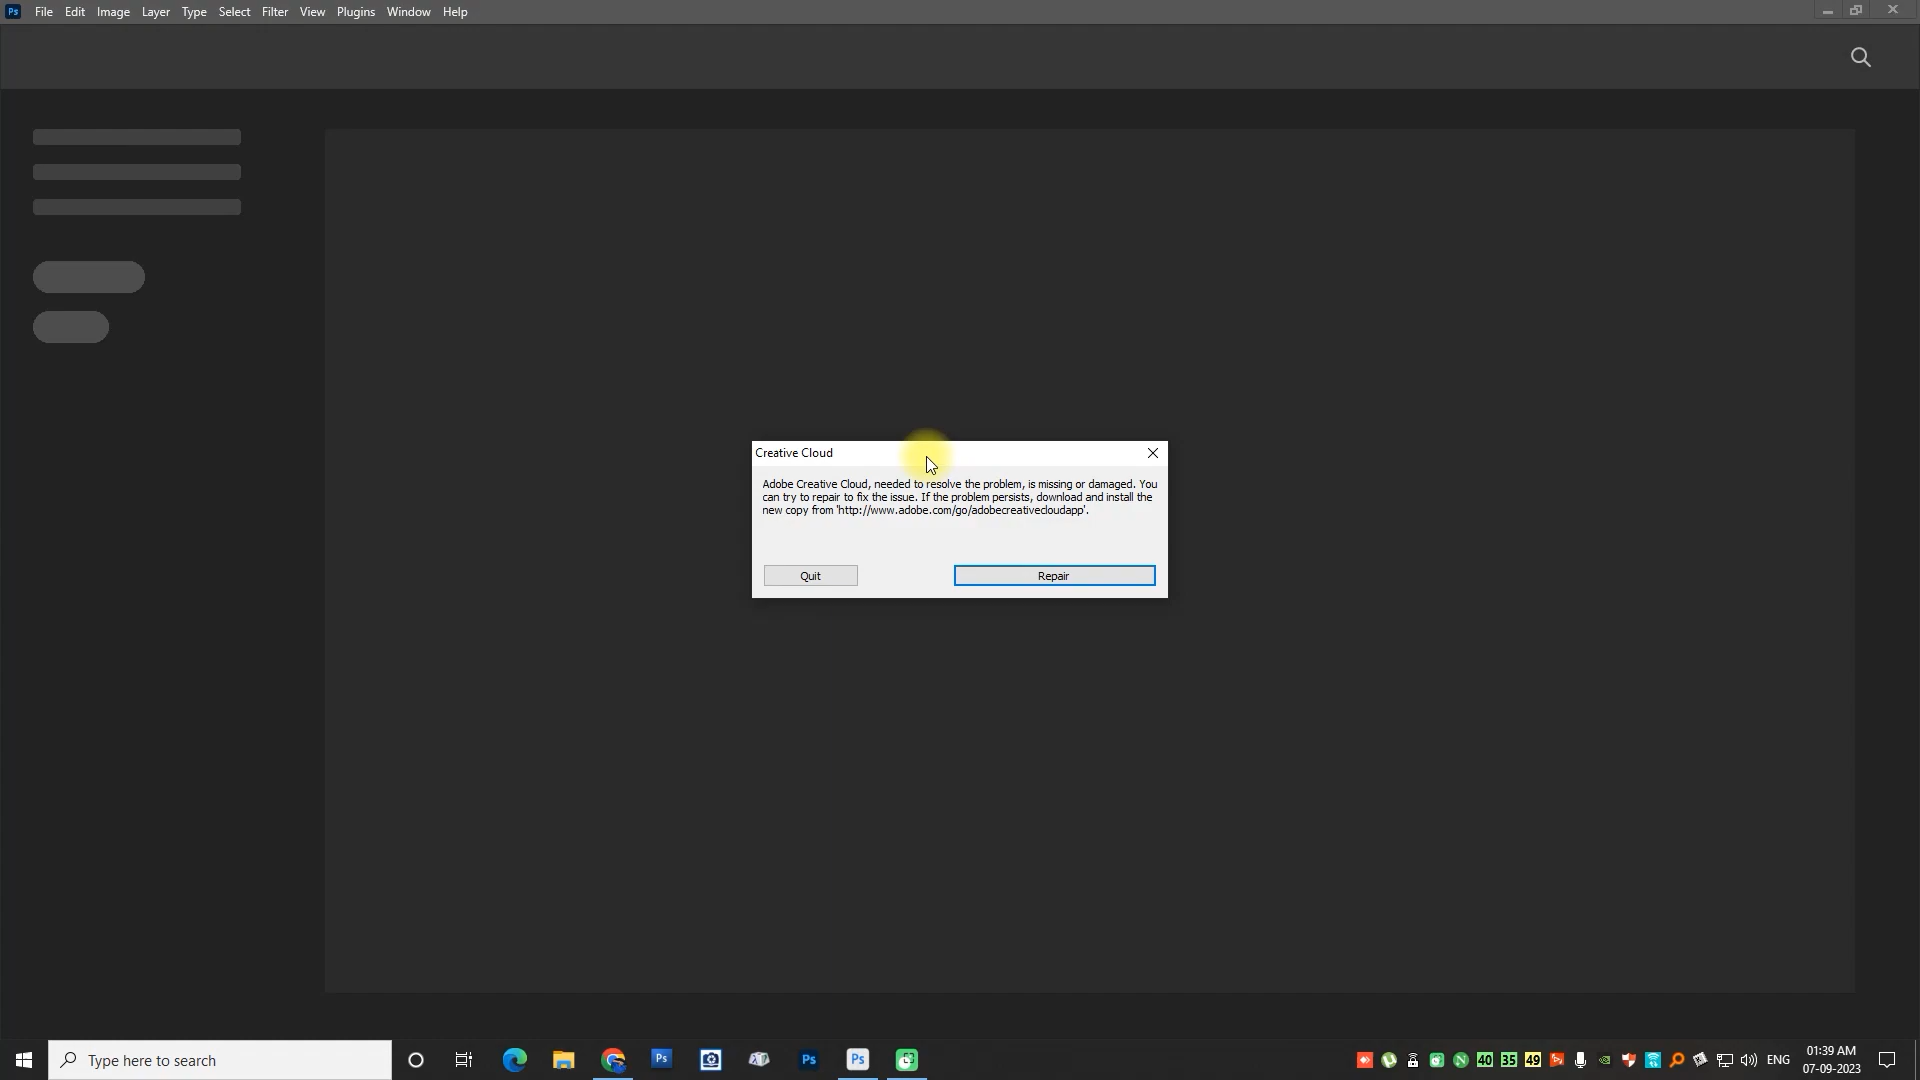 Ps File Edit Image Layer Type Select Filter View Plugins Window Help
Creative Cloud
Adobe Creative Cloud, needed to resolve the problem, is missing or damaged. You
can try to repair to fix the issue. If the problem persists, download and install the
new copy from 'http://www.adobe.com/go/adobecreativecloudapp'.
Quit Repair
Type here to search Ps Ps Ps N 40 35 49 ENG 01:39 AM
07-09-2023